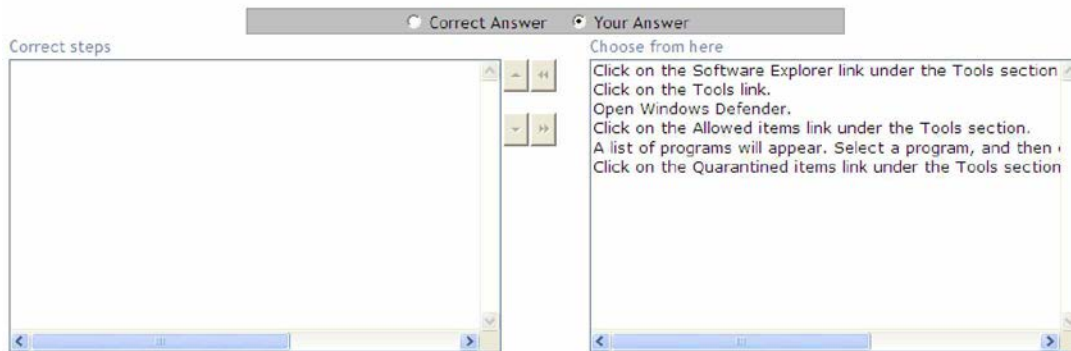 Correct Answer Your Answer
Correct steps
Choose from here
Click on the Software Explorer link under the Tools section
Click on the Tools link.
Open Windows Defender.
Click on the Allowed items link under the Tools section.
A list of programs will appear. Select a program, and then
Click on the Quarantined items link under the Tools section